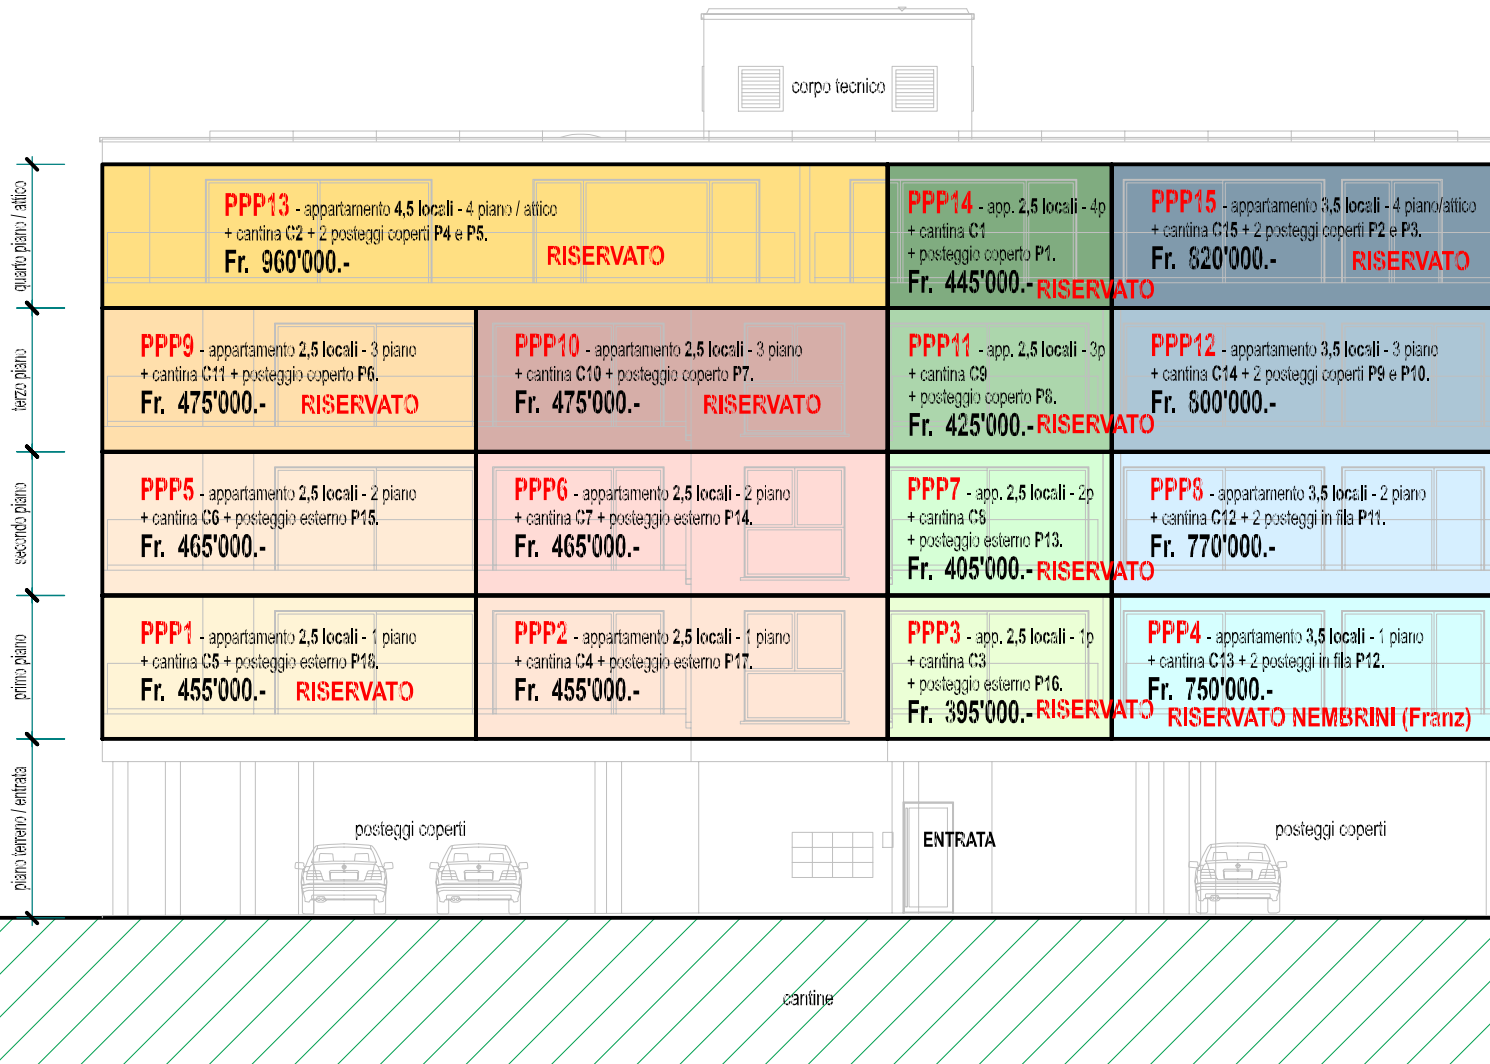 corpo tecnico
quarto piano / attico
PPP13 - appartamento 4,5 locali - 4 piano / attico
+ cantina C2 + 2 posteggi coperti P4 e P5.
Fr. 960'000.-
RISERVATO
PPP14 - app. 2,5 locali - 4p
+ cantina C1
+ posteggio coperto P1.
Fr. 445'000.- RISERVATO
PPP15 - appartamento 3,5 locali - 4 piano/attico
+ cantina C15 + 2 posteggi coperti P2 e P3.
Fr. 820'000.-
RISERVATO
terzo piano
PPP9 - appartamento 2,5 locali - 3 piano
+ cantina C11 + posteggio coperto P6.
Fr. 475'000.- RISERVATO
PPP10 - appartamento 2,5 locali - 3 piano
+ cantina C10 + posteggio coperto P7.
Fr. 475'000.- RISERVATO
PPP11 - app. 2,5 locali - 3p
+ cantina C9
+ posteggio coperto P8.
Fr. 425'000.- RISERVATO
PPP12 - appartamento 3,5 locali - 3 piano
+ cantina C14 + 2 posteggi coperti P9 e P10.
Fr. 800'000.-
secondo piano
PPP5 - appartamento 2,5 locali - 2 piano
+ cantina C6 + posteggio esterno P15.
Fr. 465'000.-
PPP6 - appartamento 2,5 locali - 2 piano
+ cantina C7 + posteggio esterno P14.
Fr. 465'000.-
PPP7 - app. 2,5 locali - 2p
+ cantina C8
+ posteggio esterno P13.
Fr. 405'000.- RISERVATO
PPP8 - appartamento 3,5 locali - 2 piano
+ cantina C12 + 2 posteggi in fila P11.
Fr. 770'000.-
primo piano
PPP1 - appartamento 2,5 locali - 1 piano
+ cantina C5 + posteggio esterno P18.
Fr. 455'000.- RISERVATO
PPP2 - appartamento 2,5 locali - 1 piano
+ cantina C4 + posteggio esterno P17.
Fr. 455'000.-
PPP3 - app. 2,5 locali - 1p
+ cantina C3
+ posteggio esterno P16.
Fr. 395'000.- RISERVATO
PPP4 - appartamento 3,5 locali - 1 piano
+ cantina C13 + 2 posteggi in fila P12.
Fr. 750'000.-
RISERVATO NEMBRINI (Franz)
piano terreno / entrata
posteggi coperti
ENTRATA
posteggi coperti
cantine